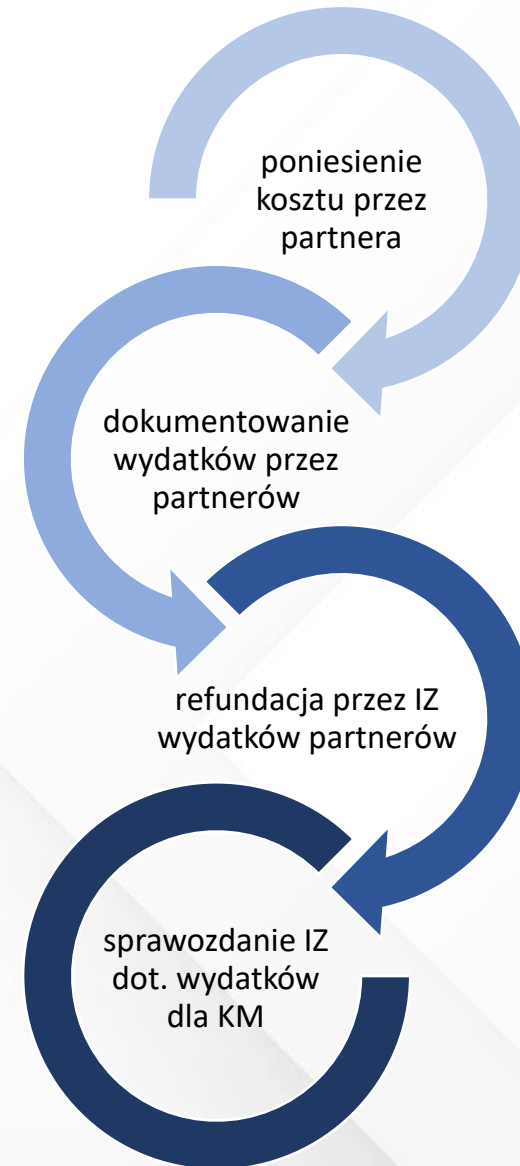 poniesienie
kosztu przez
partnera
dokumentowanie
wydatków przez
partnerów
refundacja przez IZ
wydatków partnerów
sprawozdanie IZ
dot. wydatków
dla KM